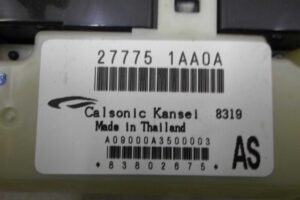 27775 1AA0A
Calsonic Kansei 8319
Made in Thailand
A09000A3500003
*83802675*
AS